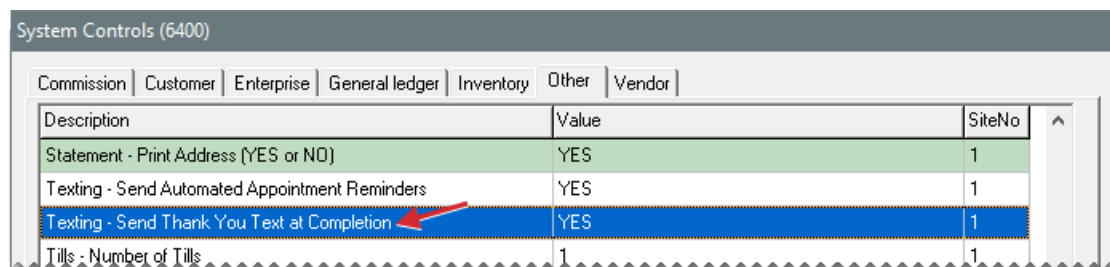 System Controls (6400)
Commission Customer Enterprise General ledger Inventory Other Vendor
Description Value SiteNo
Statement - Print Address (YES or NO) YES 1
Texting - Send Automated Appointment Reminders YES 1
Texting - Send Thank You Text at Completion YES 1
Tills - Number of Tills 1 1